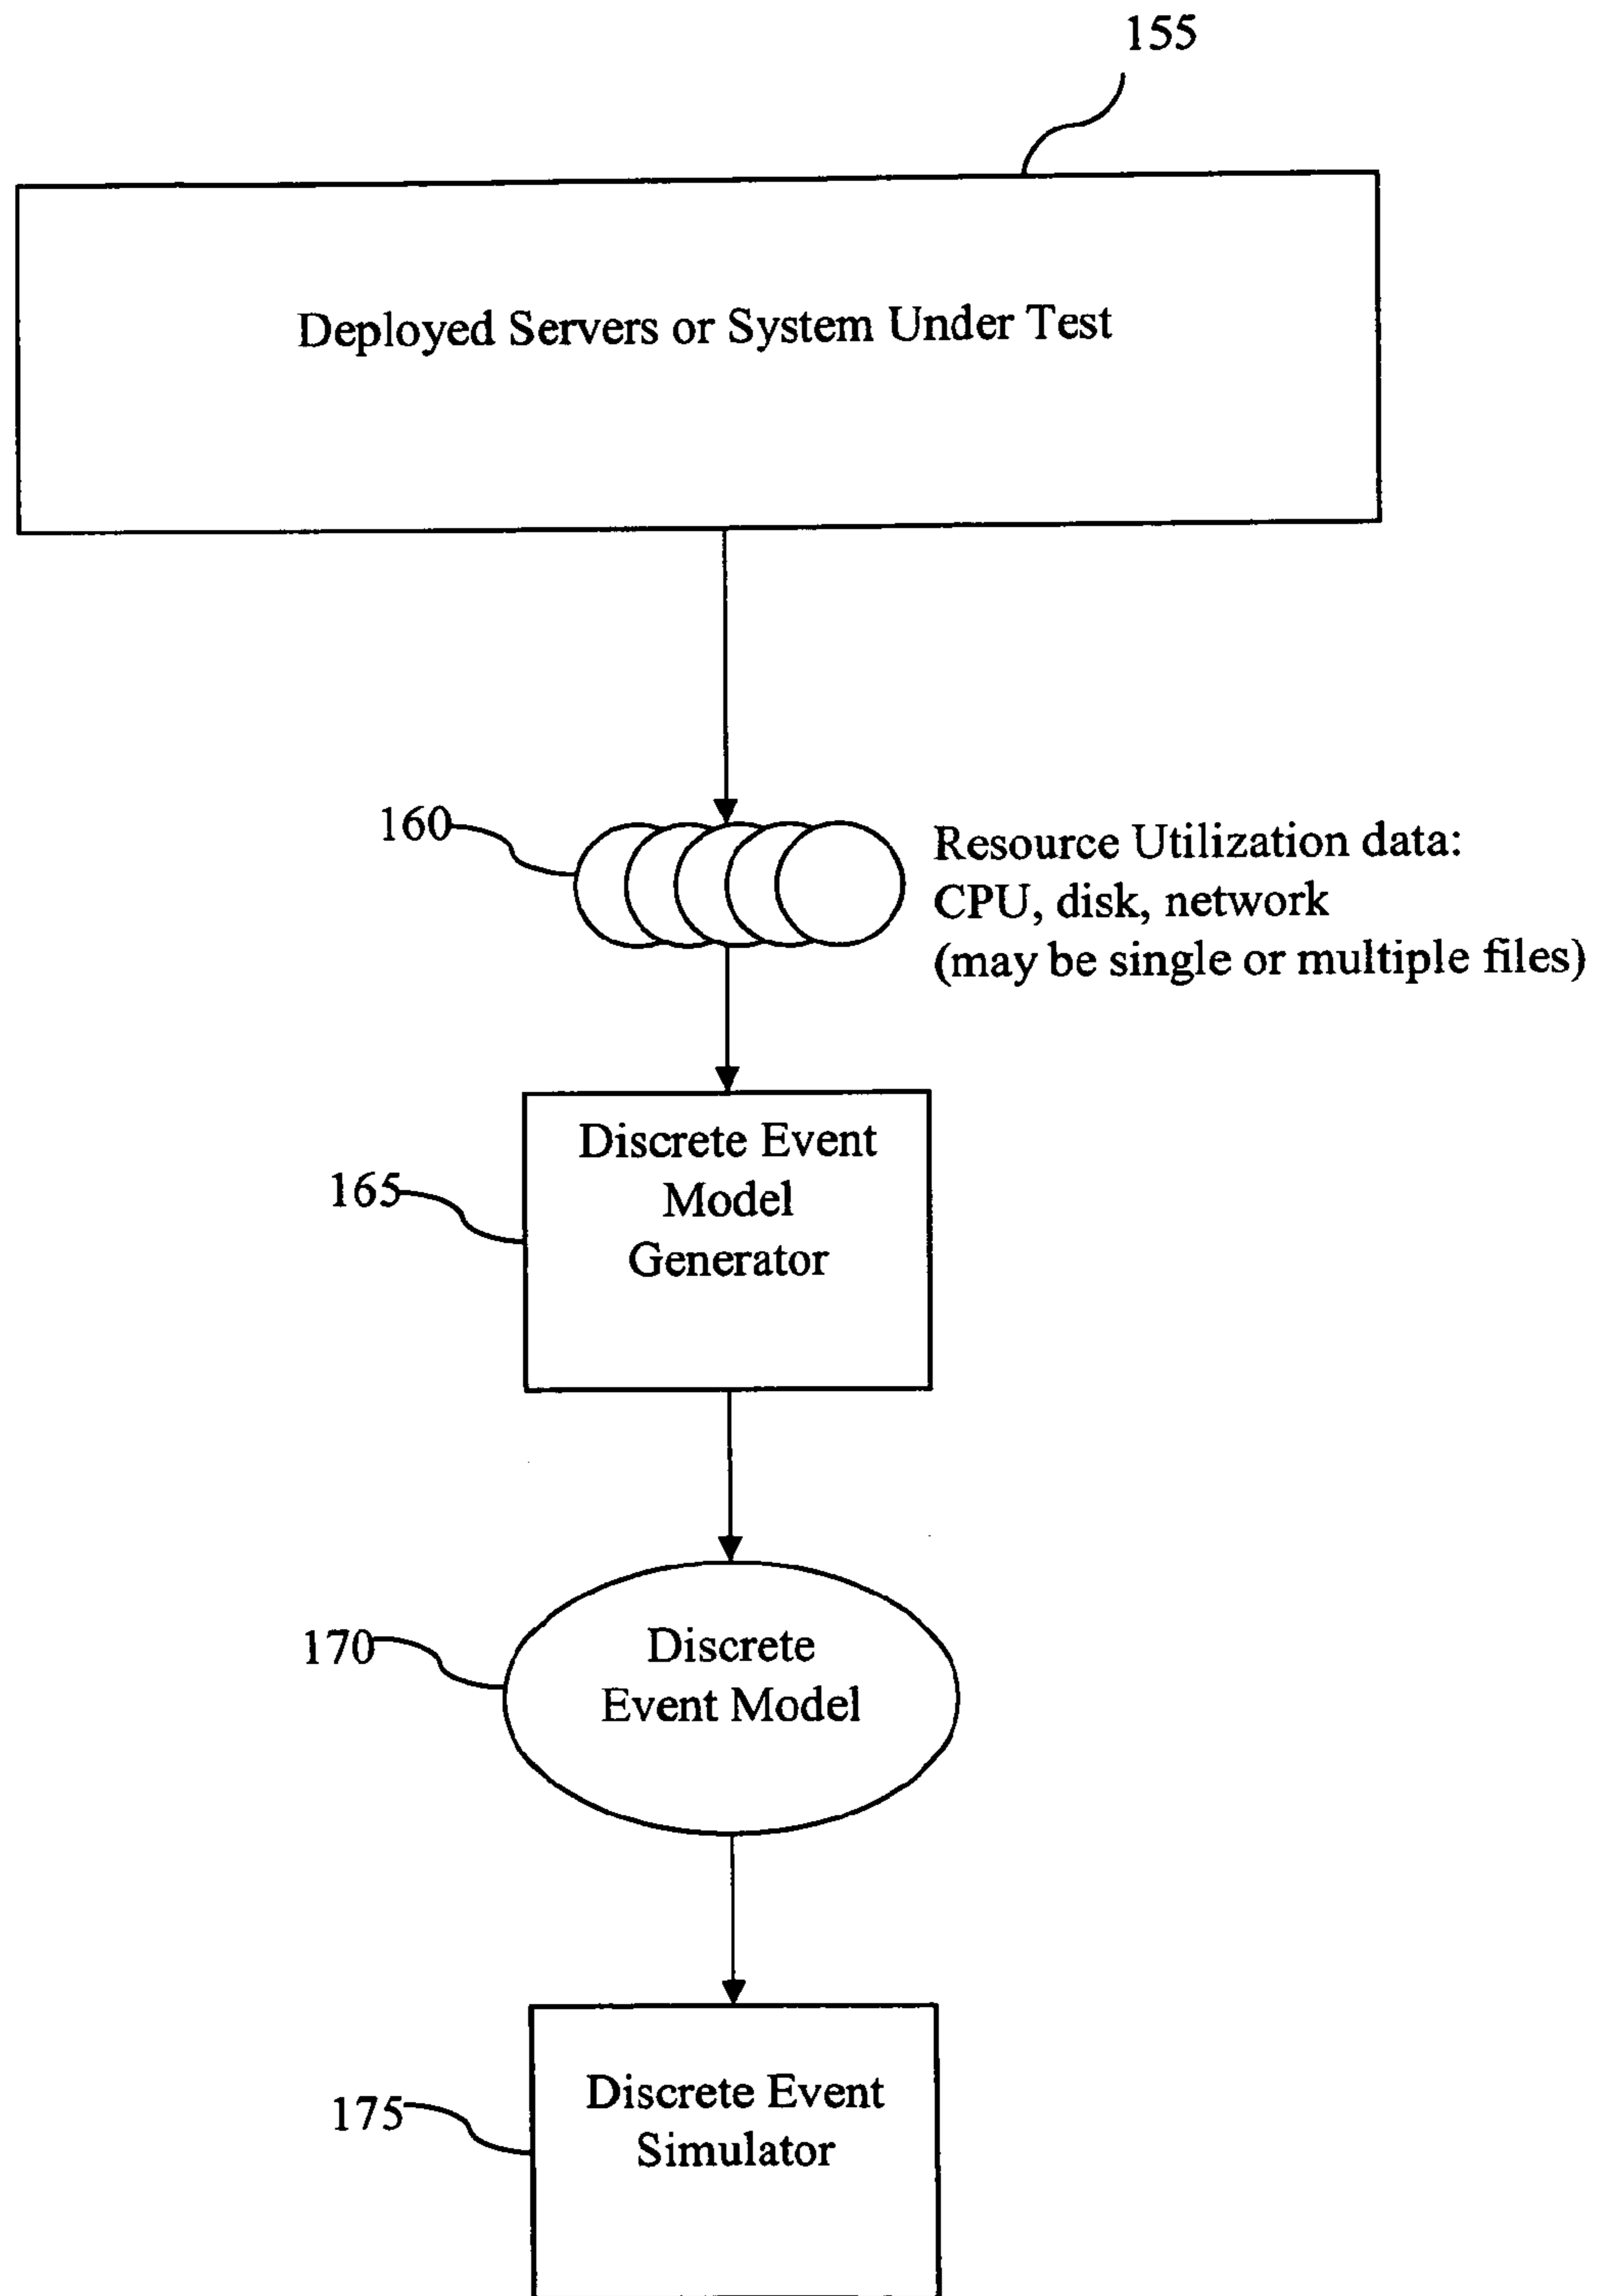 155
Deployed Servers or System Under Test
160
Resource Utilization data:
CPU, disk, network
(may be single or multiple files)
165
Discrete Event
Model
Generator
170
Discrete
Event Model
175
Discrete Event
Simulator